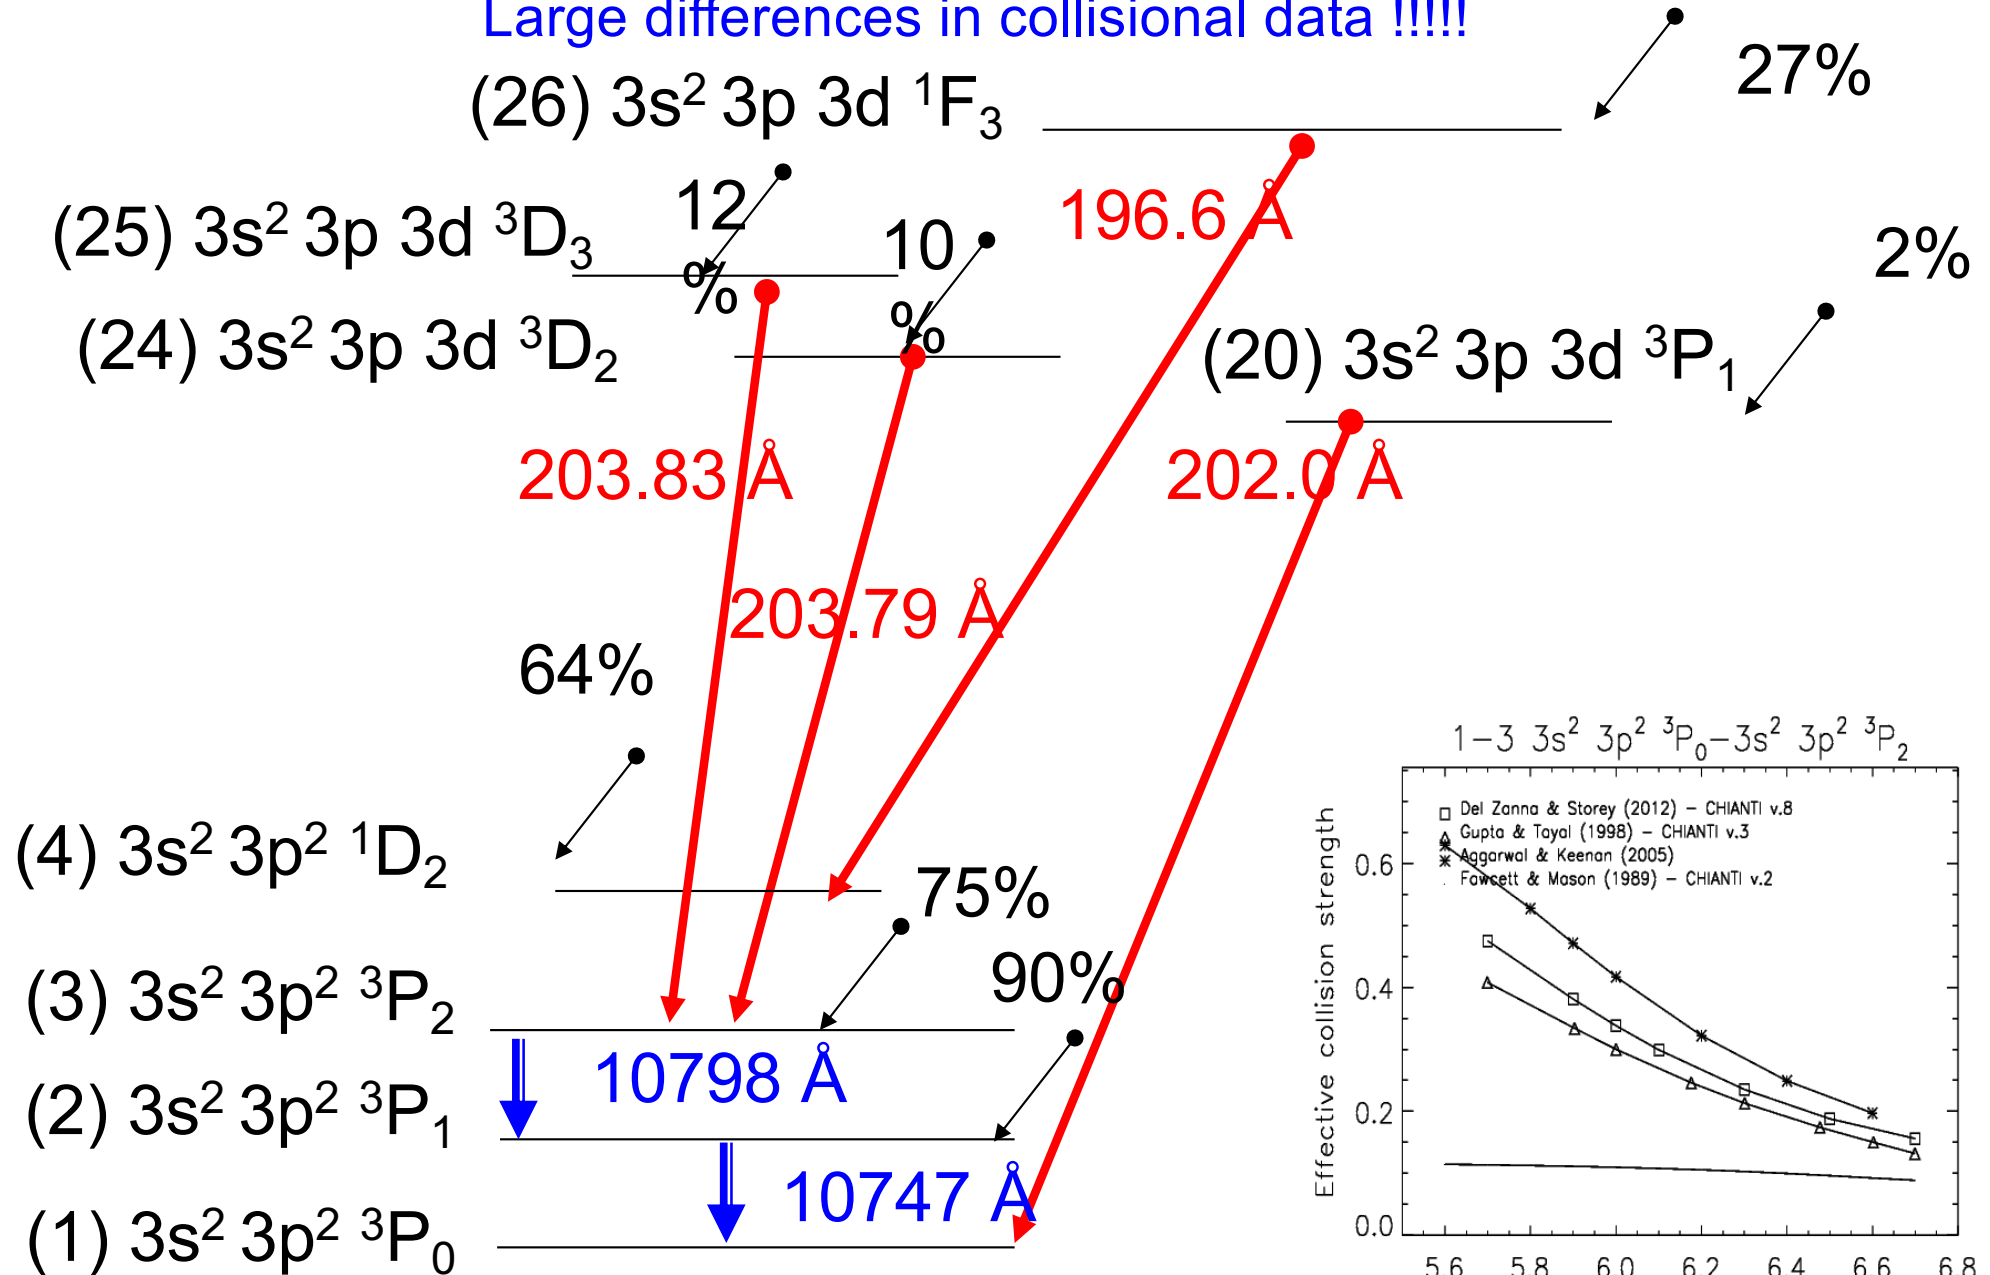 Large differences in collisional data !!!!!
27%
(26) 3s² 3p 3d ¹F₃
12
%
(25) 3s² 3p 3d ³D₃
10
%
196.6 Å
2%
(24) 3s² 3p 3d ³D₂
(20) 3s² 3p 3d ³P₁
203.83 Å
202.0 Å
203.79 Å
64%
(4) 3s² 3p² ¹D₂
75%
90%
(3) 3s² 3p² ³P₂
10798 Å
(2) 3s² 3p² ³P₁
10747 Å
(1) 3s² 3p² ³P₀
1-3 3s² 3p² ³P₀-3s² 3p² ³P₂
Del Zanna & Storey (2012) - CHIANTI v.8
Gupta & Tayal (1998) - CHIANTI v.3
Aggarwal & Keenan (2005)
Fawcett & Mason (1989) - CHIANTI v.2
Effective collision strength
0.6
0.4
0.2
0.0
5.6 5.8 6.0 6.2 6.4 6.6 6.8